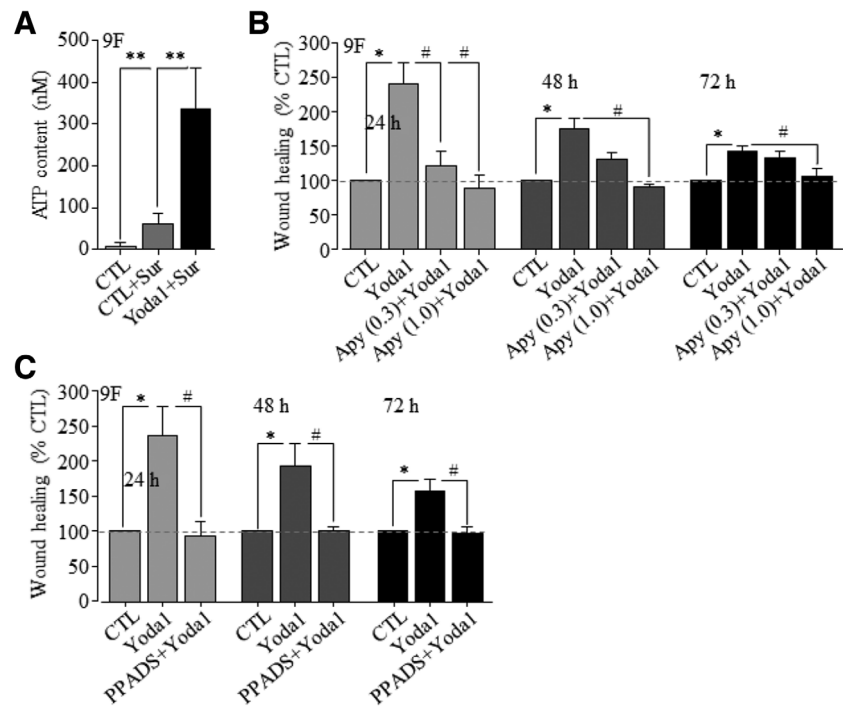 A
9F
** **
ATP content (nM)
500
400
300
200
100
0
CTL
CTL+Sur
Yoda1+Sur
B
9F
Wound healing (% CTL)
300
250
200
150
100
50
0
24 h
* # #
CTL
Yoda1
Apy (0.3)+Yoda1
Apy (1.0)+Yoda1
48 h
* #
CTL
Yoda1
Apy (0.3)+Yoda1
Apy (1.0)+Yoda1
72 h
* #
CTL
Yoda1
Apy (0.3)+Yoda1
Apy (1.0)+Yoda1
C
9F
Wound healing (% CTL)
300
250
200
150
100
50
0
24 h
* #
CTL
Yoda1
PPADS+Yoda1
48 h
* #
CTL
Yoda1
PPADS+Yoda1
72 h
* #
CTL
Yoda1
PPADS+Yoda1